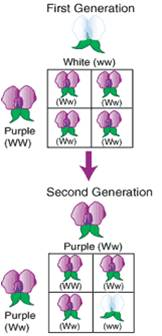 First Generation
White (ww)
Purple
(WW)
(Ww) (Ww)
(Ww) (Ww)
Second Generation
Purple (Ww)
Purple
(Ww)
(WW) (Ww)
(Ww) (ww)